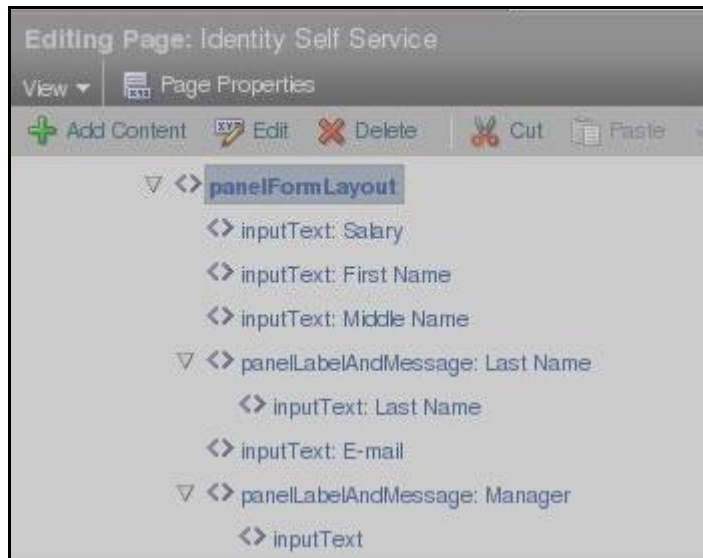 Editing Page: Identity Self Service
View Page Properties
Add Content Edit Delete Cut Paste
panelFormLayout
inputText: Salary
inputText: First Name
inputText: Middle Name
panelLabelAndMessage: Last Name
inputText: Last Name
inputText: E-mail
panelLabelAndMessage: Manager
inputText